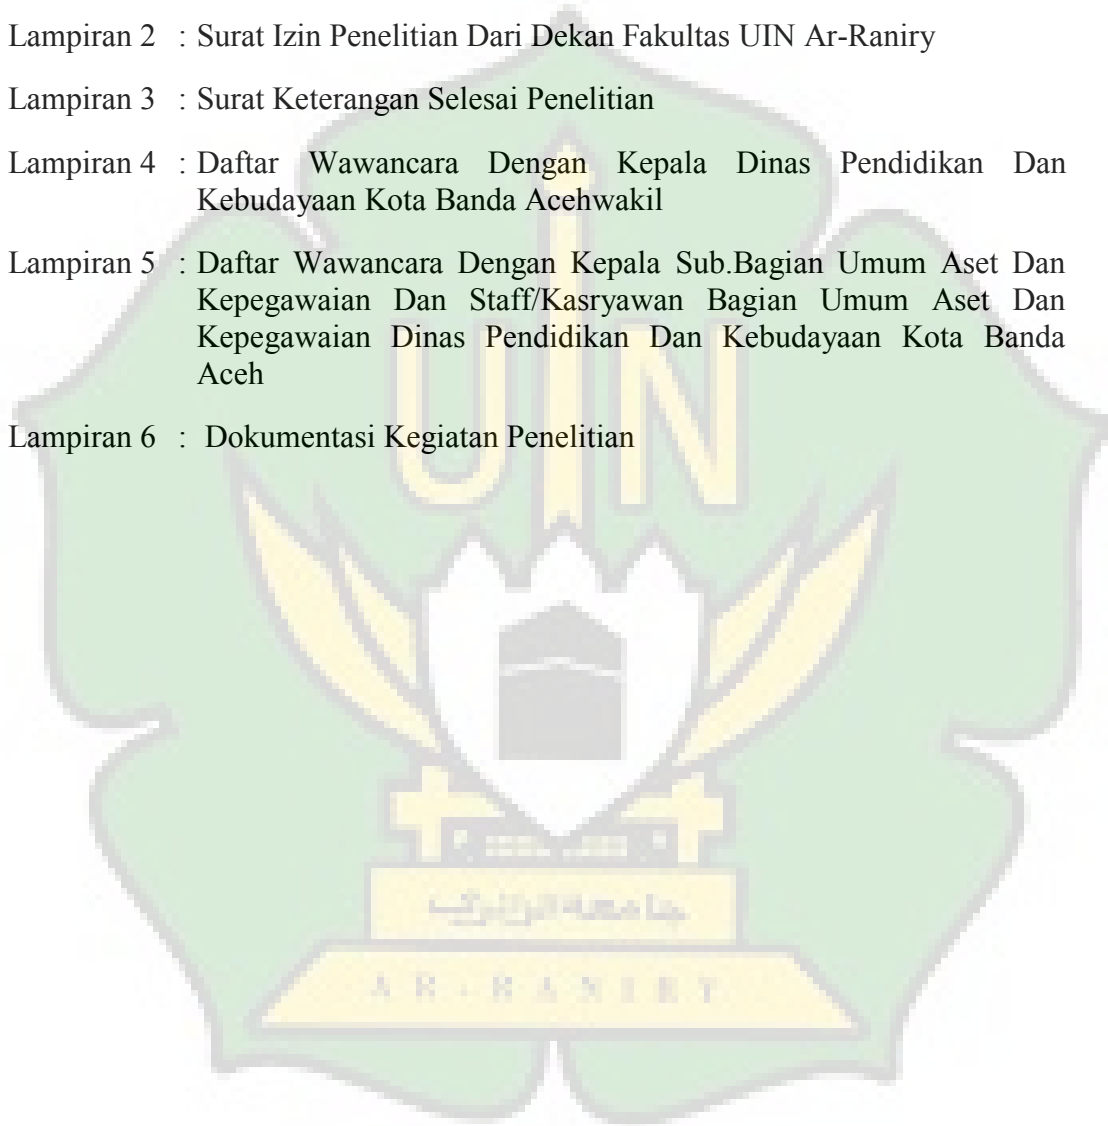 Lampiran 2 : Surat Izin Penelitian Dari Dekan Fakultas UIN Ar-Raniry
Lampiran 3 : Surat Keterangan Selesai Penelitian
Lampiran 4 : Daftar Wawancara Dengan Kepala Dinas Pendidikan Dan
Kebudayaan Kota Banda Acehwakil
Lampiran 5 : Daftar Wawancara Dengan Kepala Sub.Bagian Umum Aset Dan
Kepegawaian Dan Staff/Kasryawan Bagian Umum Aset Dan
Kepegawaian Dinas Pendidikan Dan Kebudayaan Kota Banda
Aceh
Lampiran 6 : Dokumentasi Kegiatan Penelitian
UIN
جامعة الرانري
AR-RANIRY